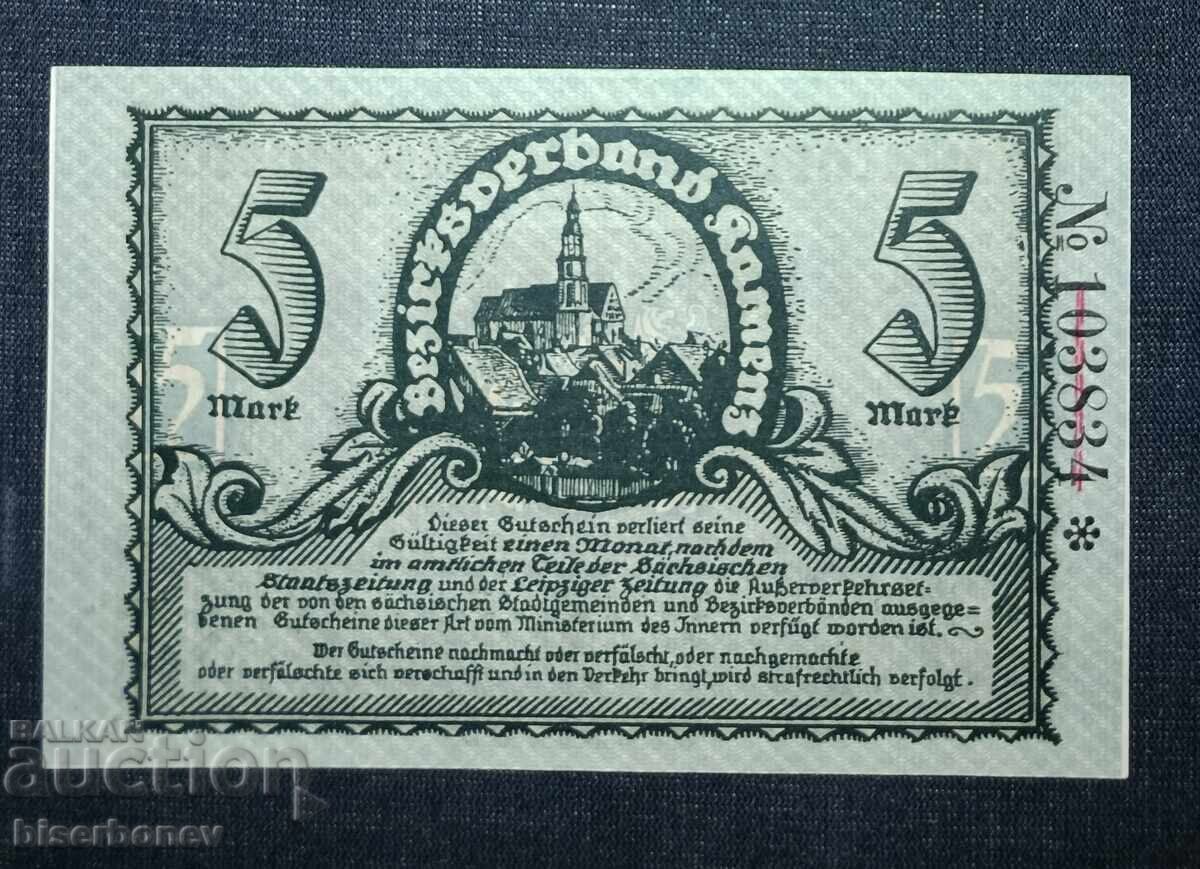 Bezirksverband Kamenz
5
Mark
5
Mark
5
5
№ 103834 *
Dieser Gutschein verliert seine
Gültigkeit einen Monat, nachdem
im amtlichen Teile der Sächsischen
Staatszeitung und der Leipziger Zeitung die Außerverkehrset-
zung der von den sächsischen Stadtgemeinden und Bezirksverbänden ausgege=
benen Gutscheine dieser Art vom Ministerium des Innern verfügt worden ist.
Wer Gutscheine nachmacht oder verfälscht, oder nachgemachte
oder verfälschte sich verschafft und in den Verkehr bringt, wird strafrechtlich verfolgt.
BALKAN
auction
biserbonev